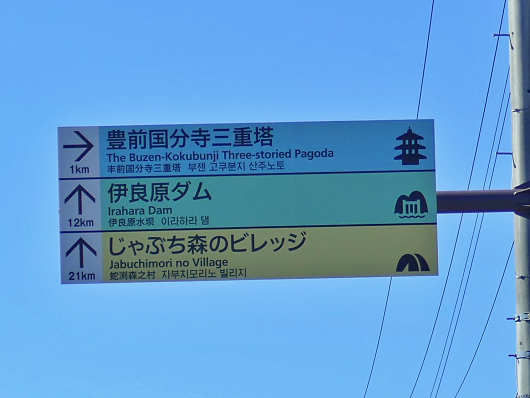 豊前国分寺三重塔
The Buzen-Kokubunji Three-storied Pagoda
丰前国分寺三重塔 부젠 고쿠분지 산주노토
1km
伊良原ダム
Irahara Dam
伊良原水坝 이라하라 댐
12km
じゃぶち森のビレッジ
Jabuchimori no Village
蛇渕森之村 자부치모리노 빌리지
21km